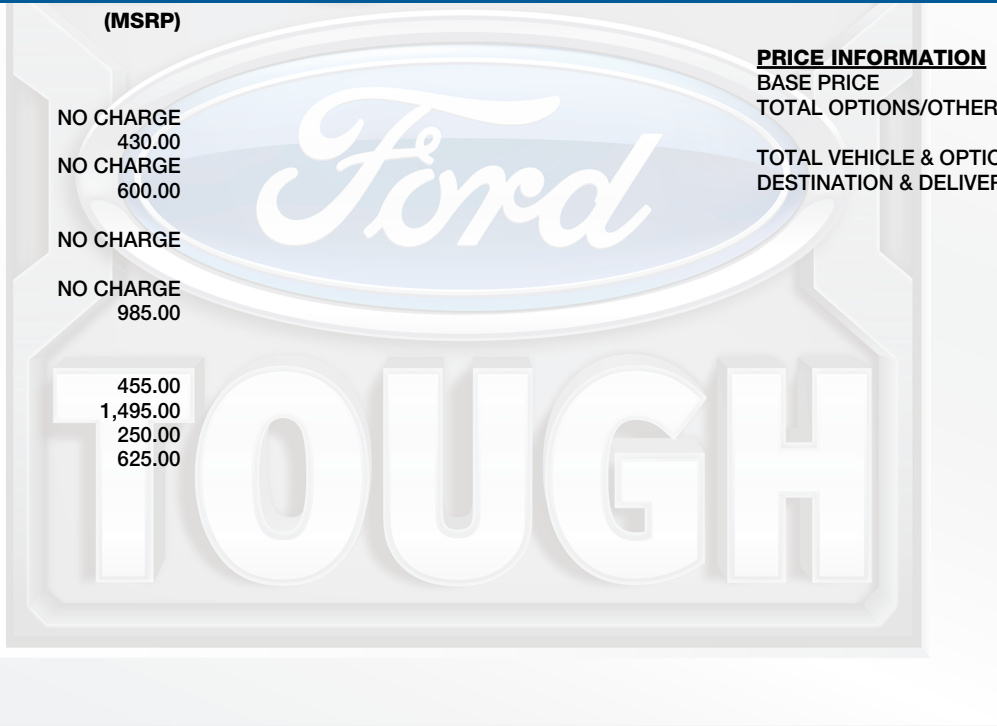 (MSRP)
NO CHARGE
430.00
NO CHARGE
600.00
NO CHARGE
NO CHARGE
985.00
455.00
1,495.00
250.00
625.00
PRICE INFORMATION
BASE PRICE
TOTAL OPTIONS/OTHER
TOTAL VEHICLE & OPTIO
DESTINATION & DELIVER
Ford
TOUGH